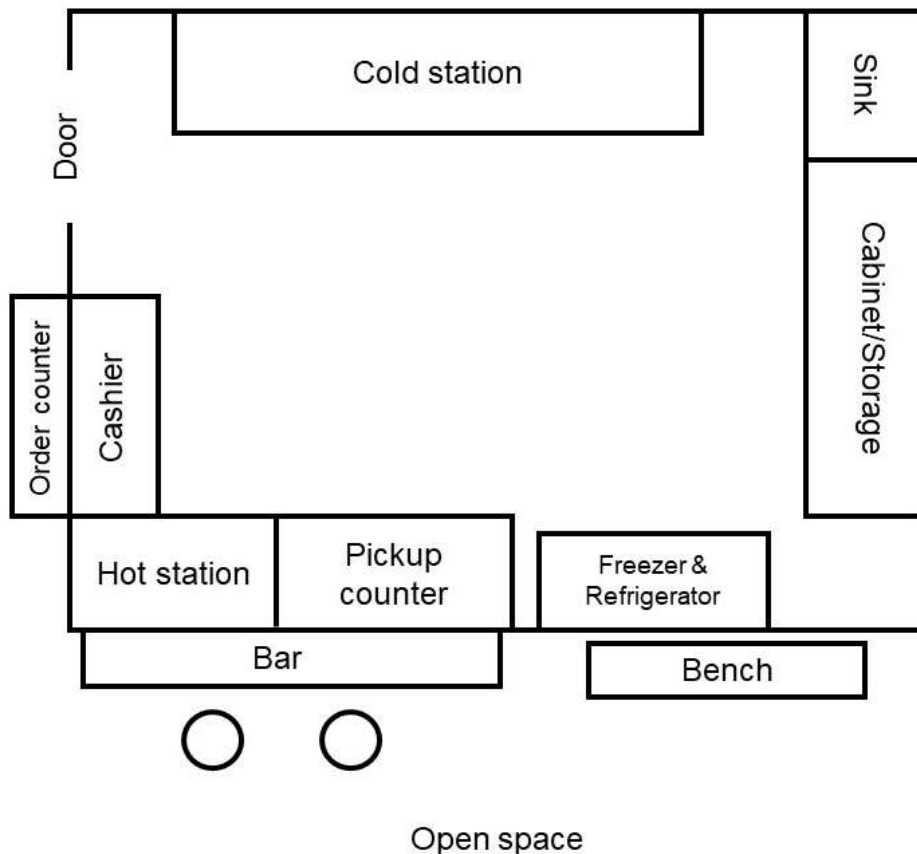 Cold station
Sink
Door
Cabinet/Storage
Order counter
Cashier
Hot station
Pickup
counter
Freezer &
Refrigerator
Bar
Bench
Open space